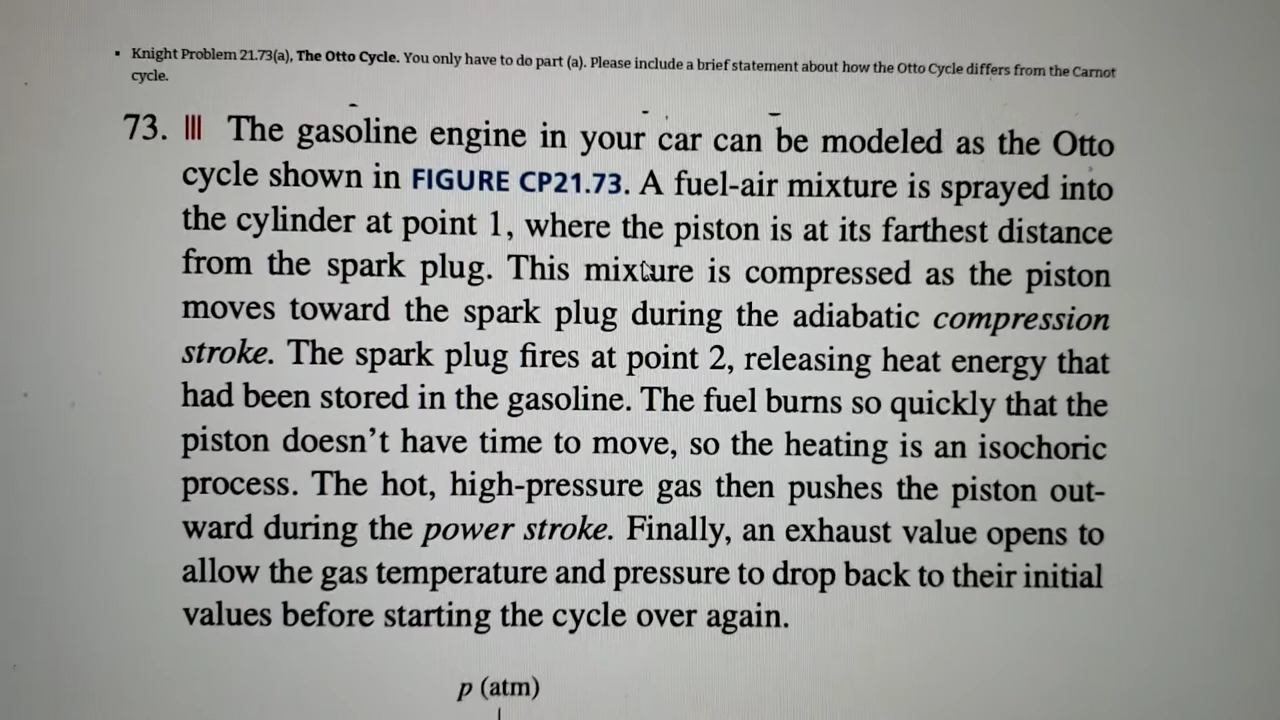 ▪ Knight Problem 21.73(a), The Otto Cycle. You only have to do part (a). Please include a brief statement about how the Otto Cycle differs from the Carnot
cycle.
73. III The gasoline engine in your car can be modeled as the Otto
cycle shown in FIGURE CP21.73. A fuel-air mixture is sprayed into
the cylinder at point 1, where the piston is at its farthest distance
from the spark plug. This mixture is compressed as the piston
moves toward the spark plug during the adiabatic compression
stroke. The spark plug fires at point 2, releasing heat energy that
had been stored in the gasoline. The fuel burns so quickly that the
piston doesn't have time to move, so the heating is an isochoric
process. The hot, high-pressure gas then pushes the piston out-
ward during the power stroke. Finally, an exhaust value opens to
allow the gas temperature and pressure to drop back to their initial
values before starting the cycle over again.
p (atm)